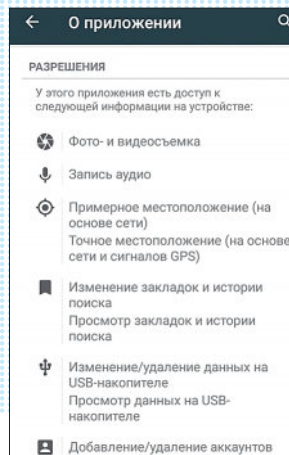 О приложении
РАЗРЕШЕНИЯ
У этого приложения есть доступ к
следующей информации на устройстве:
Фото- и видеосъемка
Запись аудио
Примерное местоположение (на
основе сети)
Точное местоположение (на основе
сети и сигналов GPS)
Изменение закладок и истории
поиска
Просмотр закладок и истории
поиска
Изменение/удаление данных на
USB-накопителе
Просмотр данных на USB-
накопителе
Добавление/удаление аккаунтов